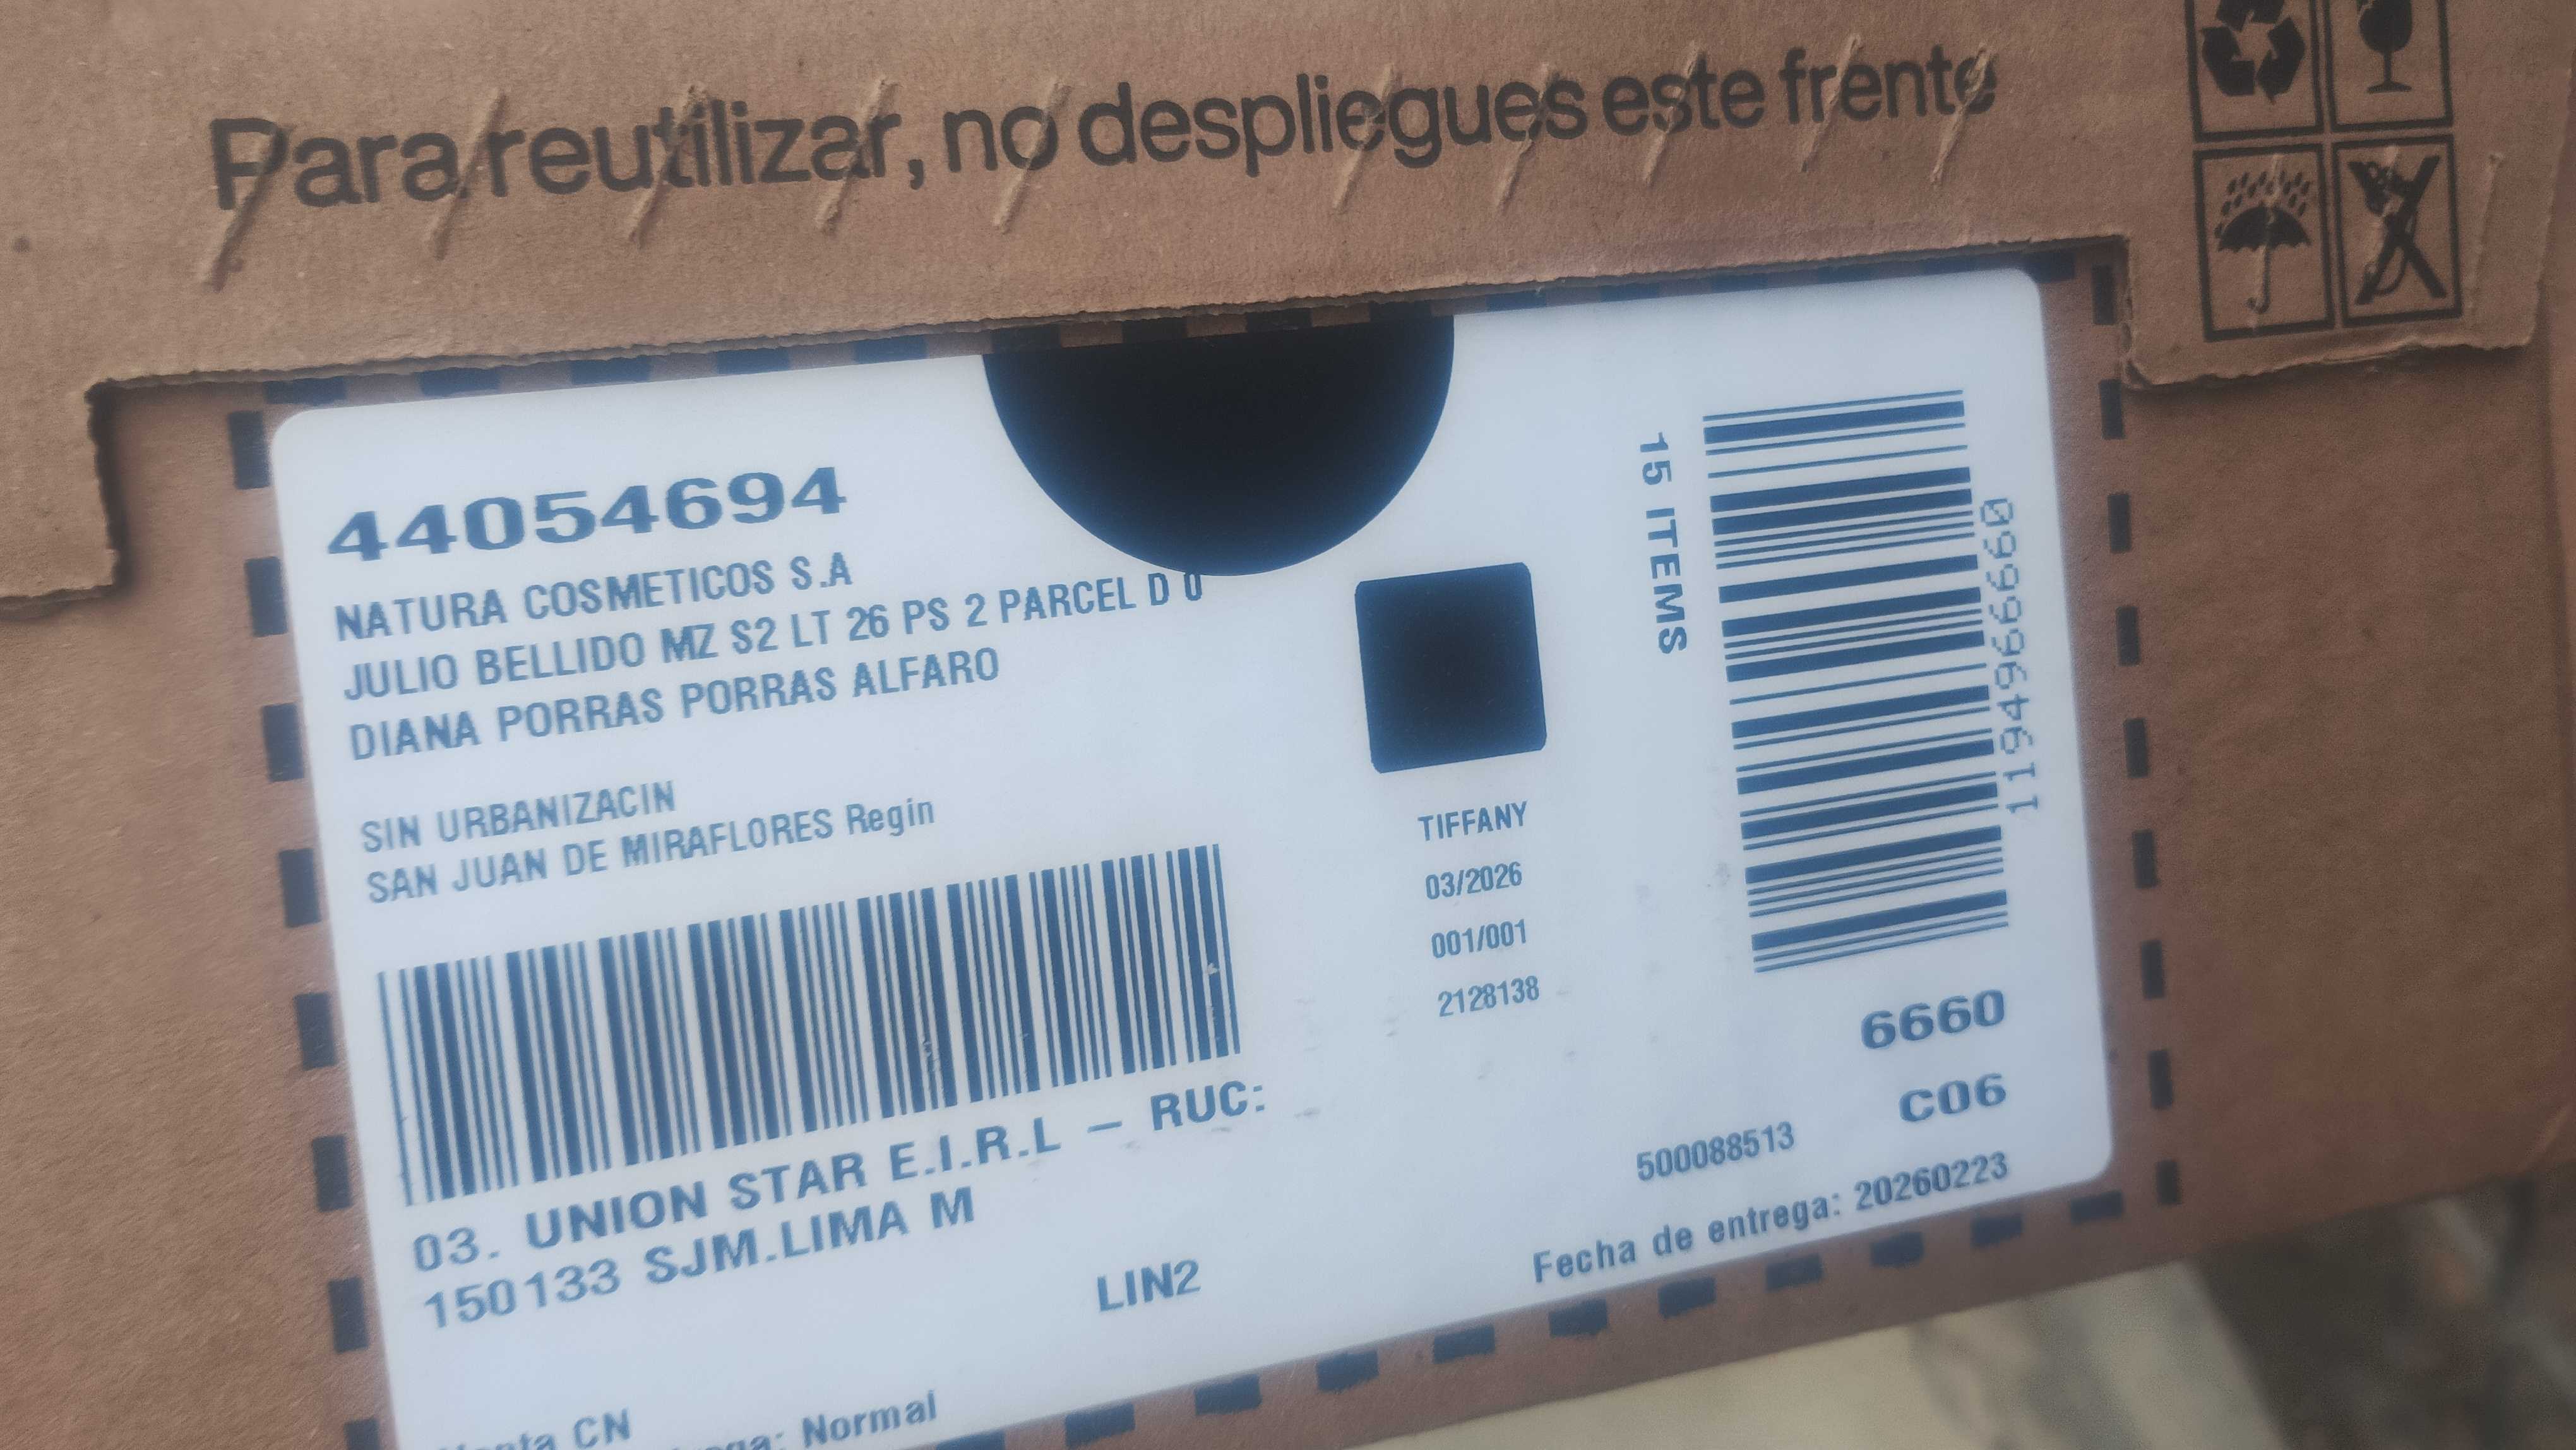 Para reutilizar, no despliegues este frente
44054694
NATURA COSMETICOS S.A
JULIO BELLIDO MZ S2 LT 26 PS 2 PARCEL D 0
DIANA PORRAS PORRAS ALFARO
SIN URBANIZACIN
SAN JUAN DE MIRAFLORES Regin
03. UNION STAR E.I.R.L – RUC:
150133 SJM.LIMA M
LIN2
CN
Normal
TIFFANY
03/2026
001/001
2128138
15 ITEMS
1194966660
6660
C06
500088513
Fecha de entrega: 20260223